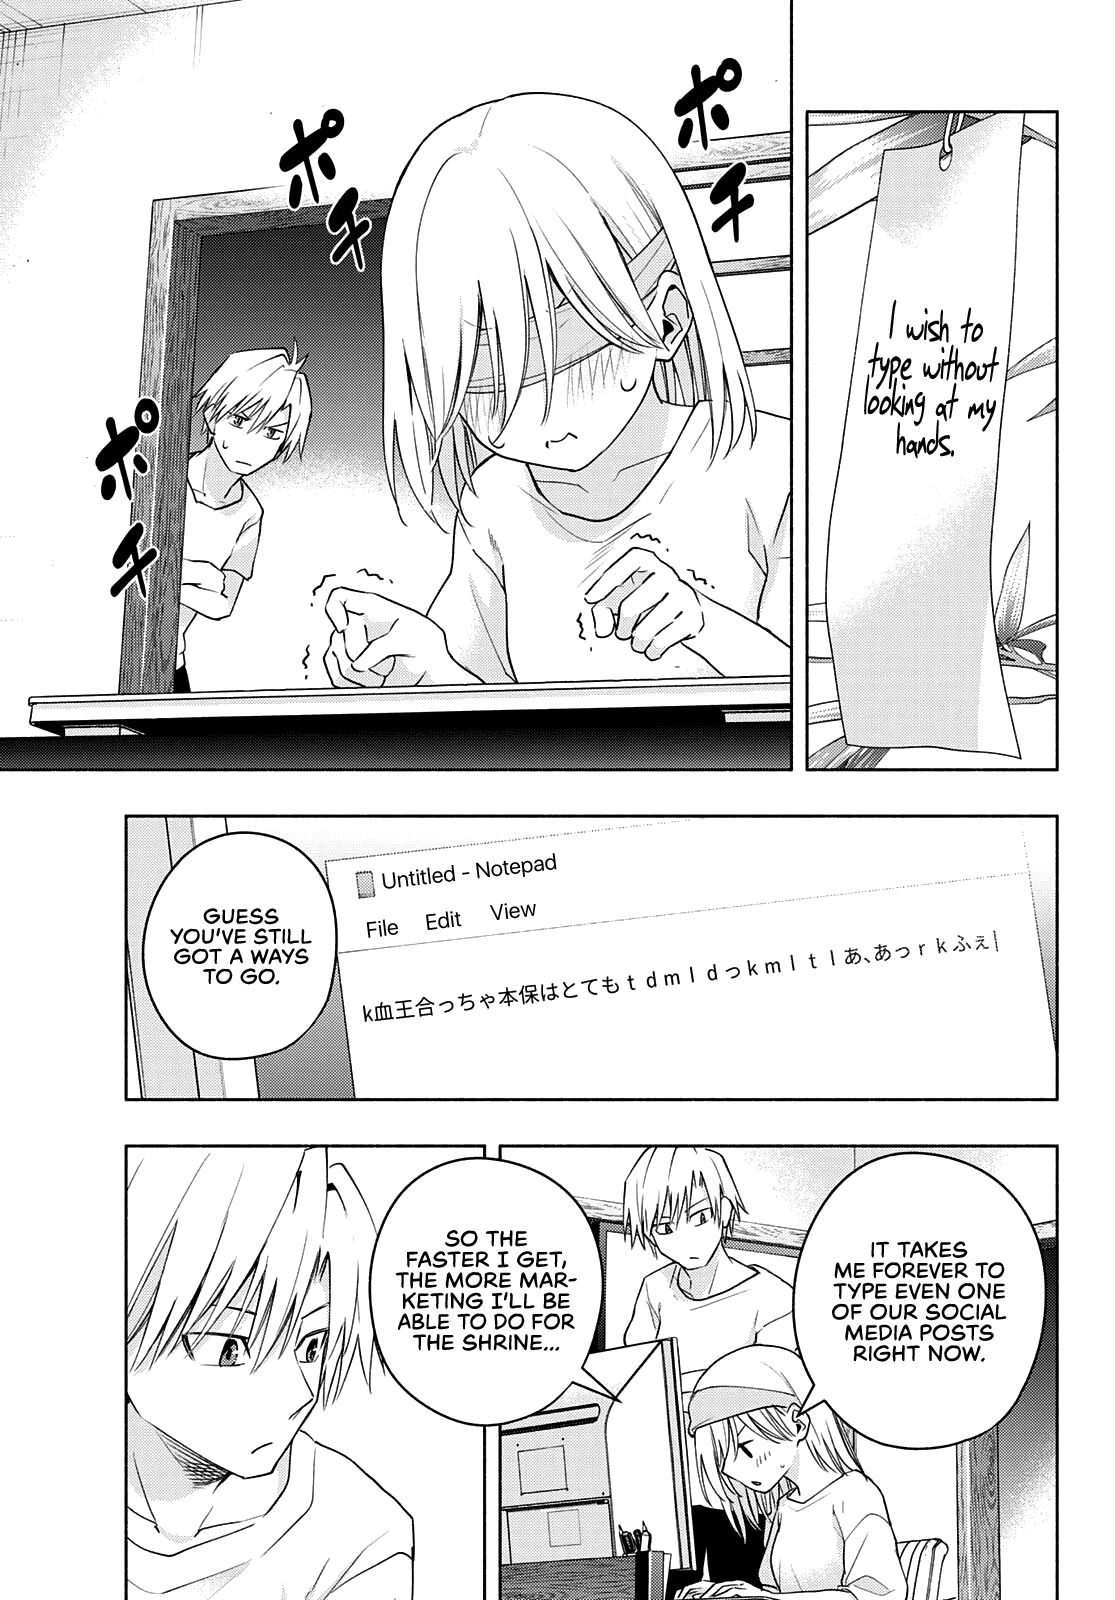 I wish to
type without
looking at my
hands.
ポチ
ポチ
ポチ
Untitled - Notepad
File Edit View
k血王合っちゃ本保はとてもｔｄｍｌｄっｋｍｌｔｌあ、あっｒｋふぇ|
GUESS
YOU'VE STILL
GOT A WAYS
TO GO.
IT TAKES
ME FOREVER TO
TYPE EVEN ONE
OF OUR SOCIAL
MEDIA POSTS
RIGHT NOW.
SO THE
FASTER I GET,
THE MORE MAR-
KETING I'LL BE
ABLE TO DO FOR
THE SHRINE...